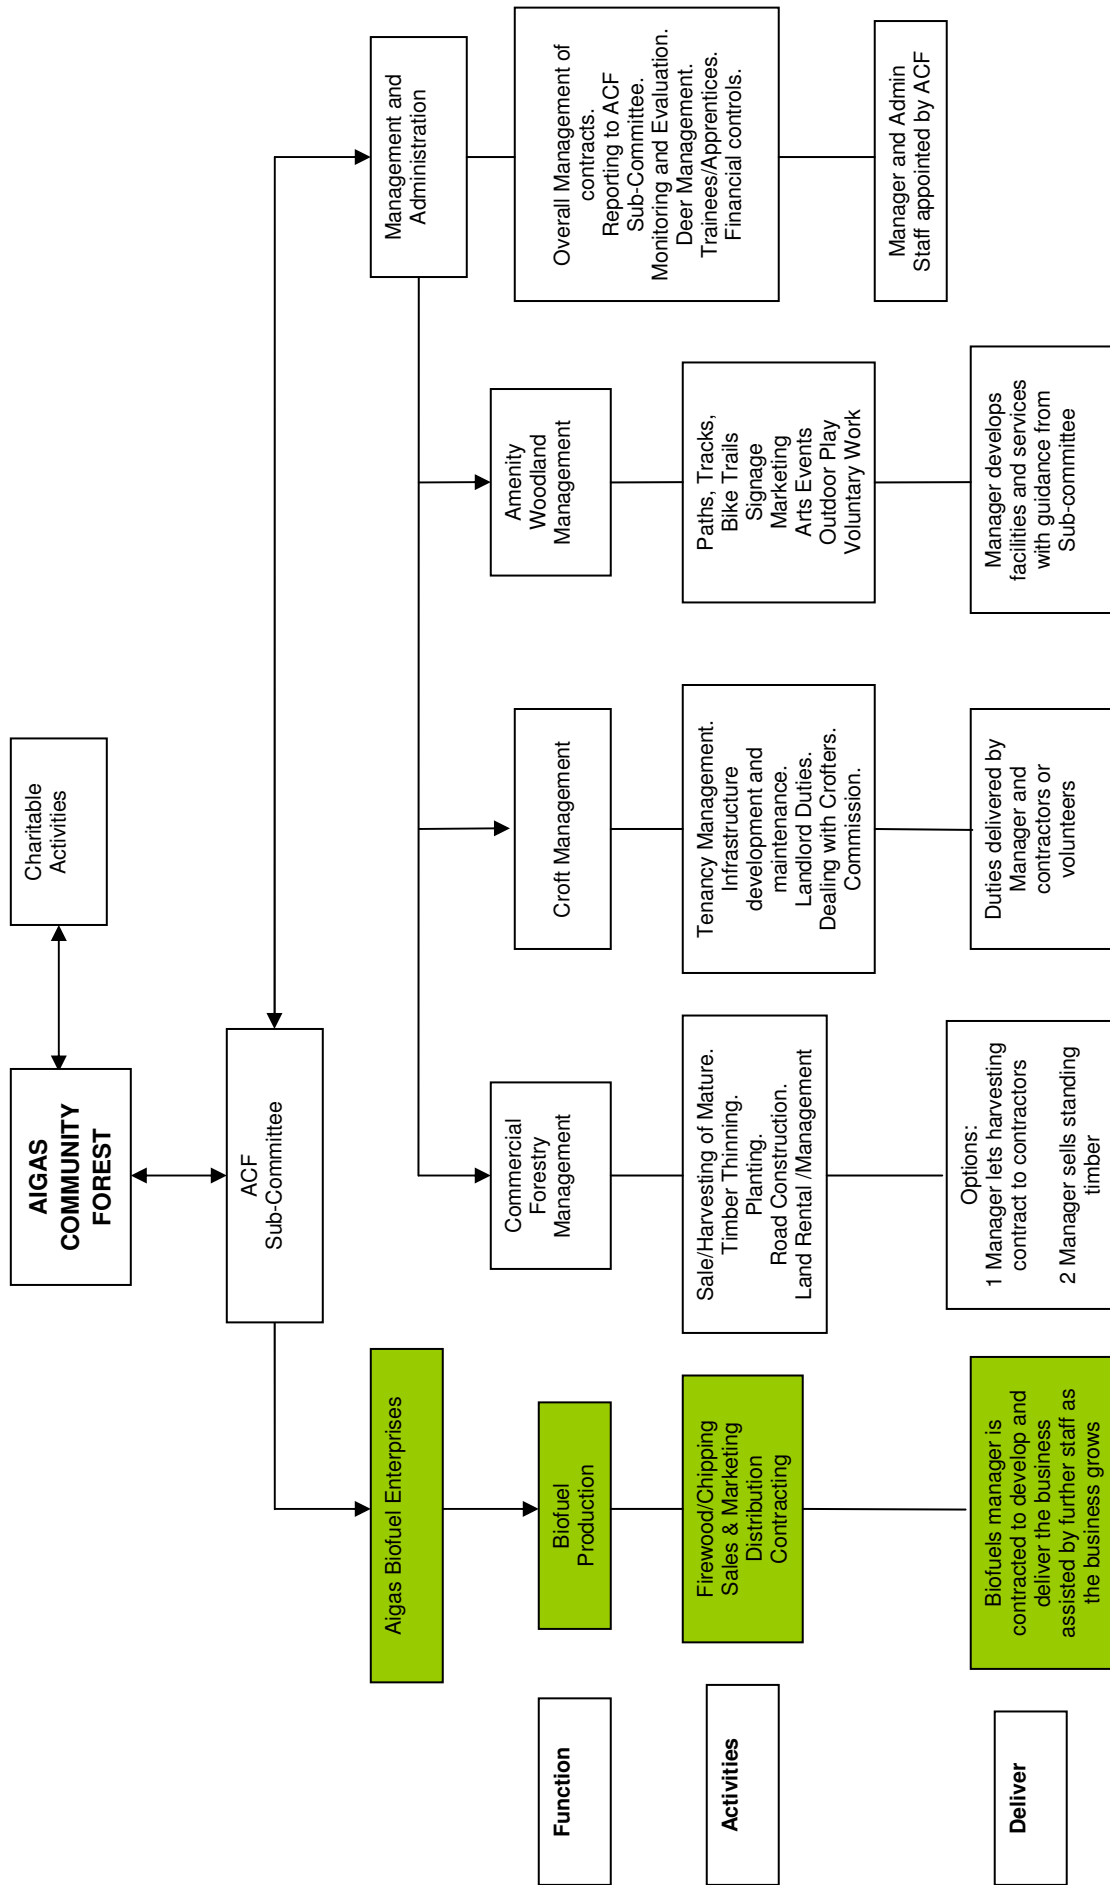 AIGAS
COMMUNITY
FOREST
Charitable
Activities
ACF
Sub-Committee
Aigas Biofuel Enterprises
Management and
Administration
Function
Biofuel
Production
Commercial
Forestry
Management
Croft Management
Amenity
Woodland
Management
Overall Management of
contracts.
Reporting to ACF
Sub-Committee.
Monitoring and Evaluation.
Deer Management.
Trainees/Apprentices.
Financial controls.
Activities
Firewood/Chipping
Sales & Marketing
Distribution
Contracting
Sale/Harvesting of Mature.
Timber Thinning.
Planting.
Road Construction.
Land Rental /Management
Tenancy Management.
Infrastructure
development and
maintenance.
Landlord Duties.
Dealing with Crofters.
Commission.
Paths, Tracks,
Bike Trails
Signage
Marketing
Arts Events
Outdoor Play
Voluntary Work
Manager and Admin
Staff appointed by ACF
Deliver
Biofuels manager is
contracted to develop and
deliver the business
assisted by further staff as
the business grows
Options:
1 Manager lets harvesting
contract to contractors
2 Manager sells standing
timber
Duties delivered by
Manager and
contractors or
volunteers
Manager develops
facilities and services
with guidance from
Sub-committee